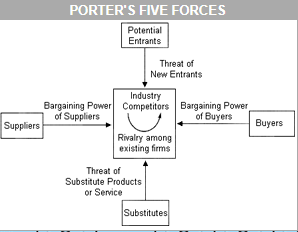 PORTER'S FIVE FORCES
Potential
Entrants
Threat of
New Entrants
Bargaining Power
of Suppliers
Industry
Competitors
Bargaining Power
of Buyers
Suppliers
Rivalry among
existing firms
Buyers
Threat of
Substitute Products
or Service
Substitutes